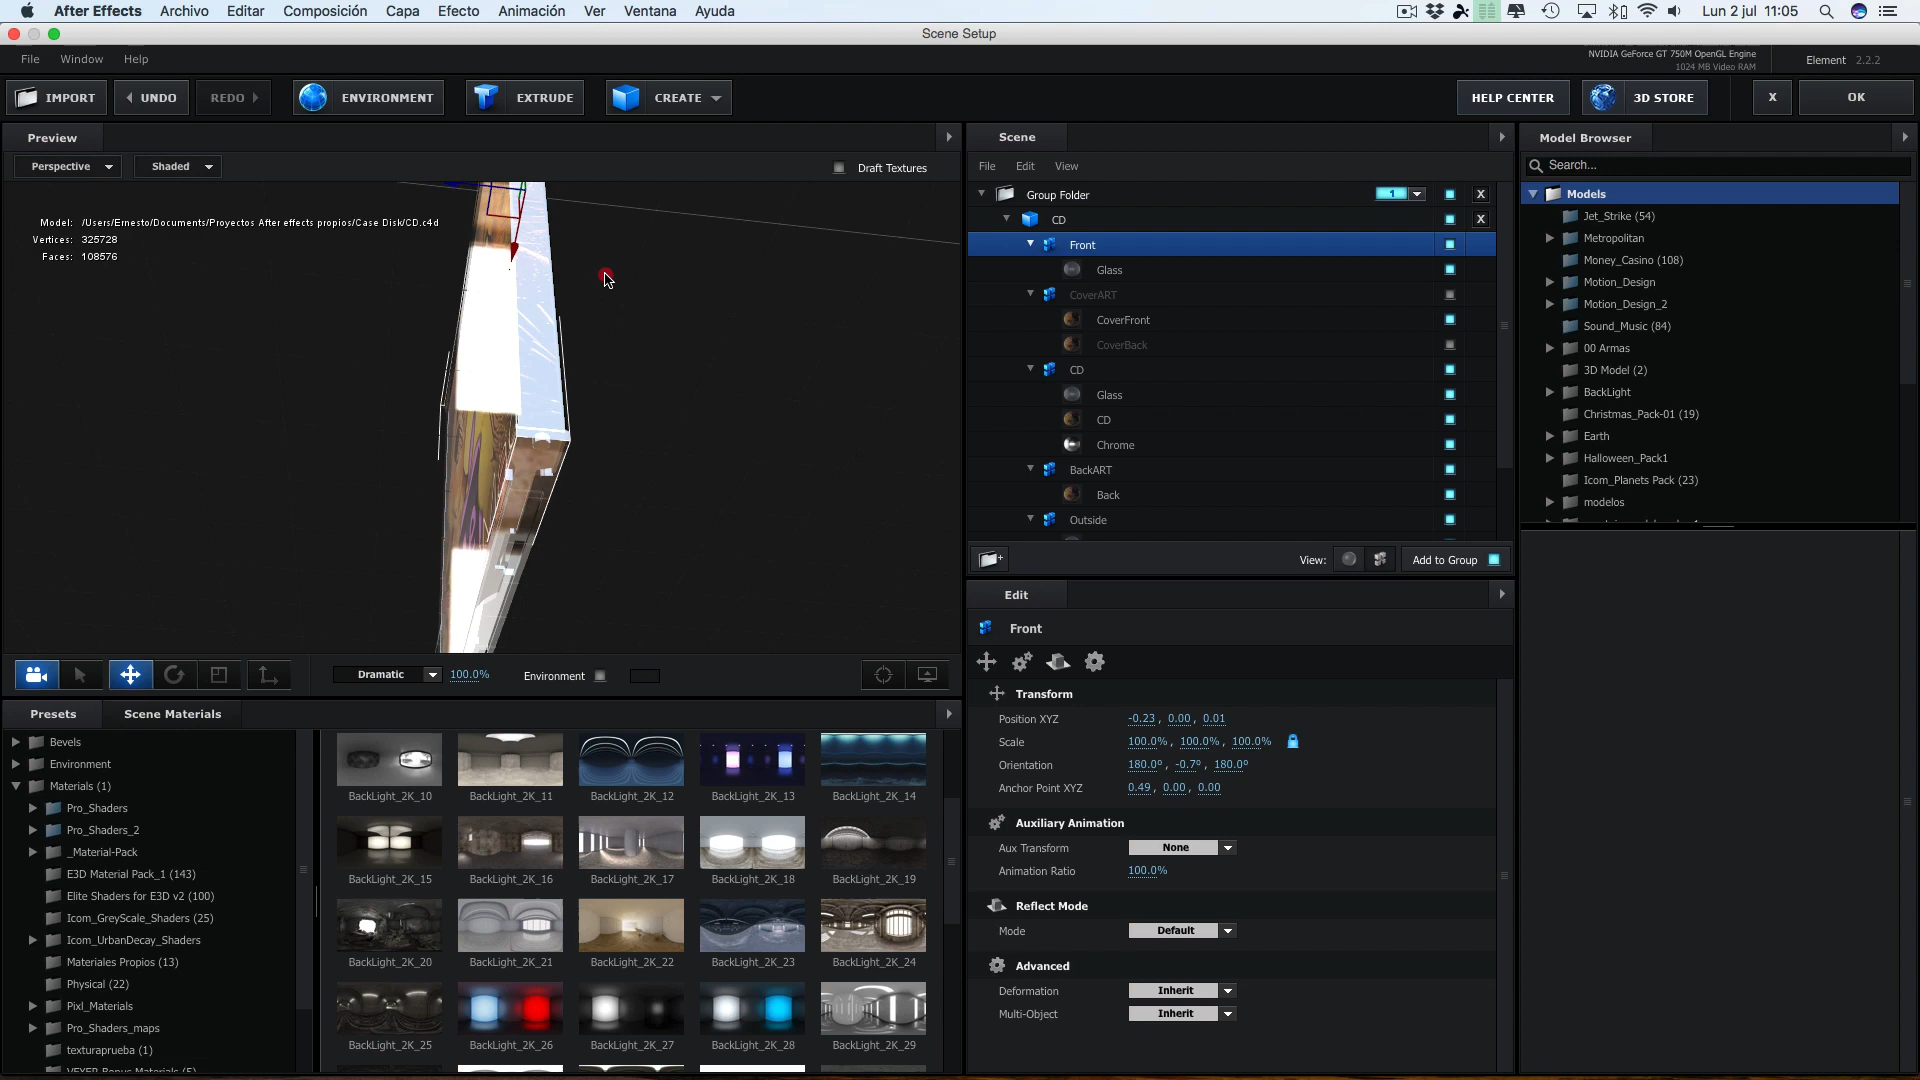 After Effects Archivo Editar Composición Capa Efecto Animación Ver Ventana Ayuda Lun 2 jul 11:05
Scene Setup
File Window Help
NVIDIA GeForce GT 750M OpenGL Engine
1024 MB Video RAM
Element 2.2.2
IMPORT UNDO REDO ENVIRONMENT EXTRUDE CREATE HELP CENTER 3D STORE X OK
Preview
Perspective Shaded Draft Textures
Model: /Users/Ernesto/Documents/Proyectos After effects propios/Case Disk/CD.c4d
Vertices: 325728
Faces: 108576
Dramatic 100.0% Environment
Scene
File Edit View
Group Folder 1 X
CD X
Front
Glass
CoverART
CoverFront
CoverBack
CD
Glass
CD
Chrome
BackART
Back
Outside
View: Add to Group
Model Browser
Search...
Models
Jet_Strike (54)
Metropolitan
Money_Casino (108)
Motion_Design
Motion_Design_2
Sound_Music (84)
00 Armas
3D Model (2)
BackLight
Christmas_Pack-01 (19)
Earth
Halloween_Pack1
Icom_Planets Pack (23)
modelos
Edit
Front
Transform
Position XYZ -0.23, 0.00, 0.01
Scale 100.0%, 100.0%, 100.0%
Orientation 180.0º, -0.7º, 180.0º
Anchor Point XYZ 0.49, 0.00, 0.00
Auxiliary Animation
Aux Transform None
Animation Ratio 100.0%
Reflect Mode
Mode Default
Advanced
Deformation Inherit
Multi-Object Inherit
Presets Scene Materials
Bevels
Environment
Materials (1)
Pro_Shaders
Pro_Shaders_2
_Material-Pack
E3D Material Pack_1 (143)
Elite Shaders for E3D v2 (100)
Icom_GreyScale_Shaders (25)
Icom_UrbanDecay_Shaders
Materiales Propios (13)
Physical (22)
Pixl_Materials
Pro_Shaders_maps
texturaprueba (1)
VEXER Bonus Materials (5)
BackLight_2K_10 BackLight_2K_11 BackLight_2K_12 BackLight_2K_13 BackLight_2K_14
BackLight_2K_15 BackLight_2K_16 BackLight_2K_17 BackLight_2K_18 BackLight_2K_19
BackLight_2K_20 BackLight_2K_21 BackLight_2K_22 BackLight_2K_23 BackLight_2K_24
BackLight_2K_25 BackLight_2K_26 BackLight_2K_27 BackLight_2K_28 BackLight_2K_29